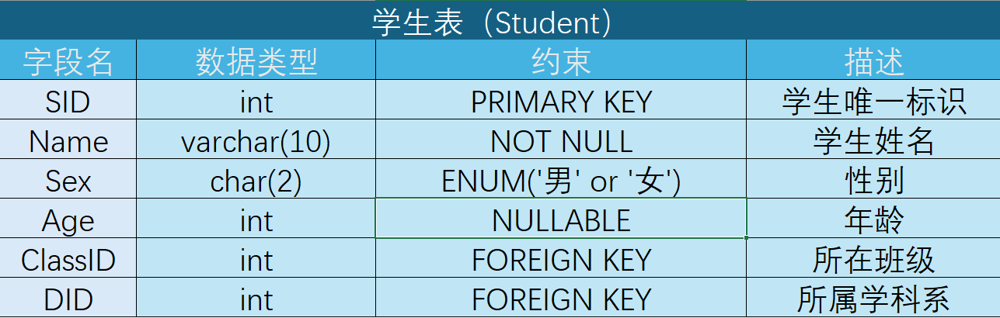 学生表（Student）
字段名 数据类型 约束 描述
SID int PRIMARY KEY 学生唯一标识
Name varchar(10) NOT NULL 学生姓名
Sex char(2) ENUM('男' or '女') 性别
Age int NULLABLE 年龄
ClassID int FOREIGN KEY 所在班级
DID int FOREIGN KEY 所属学科系